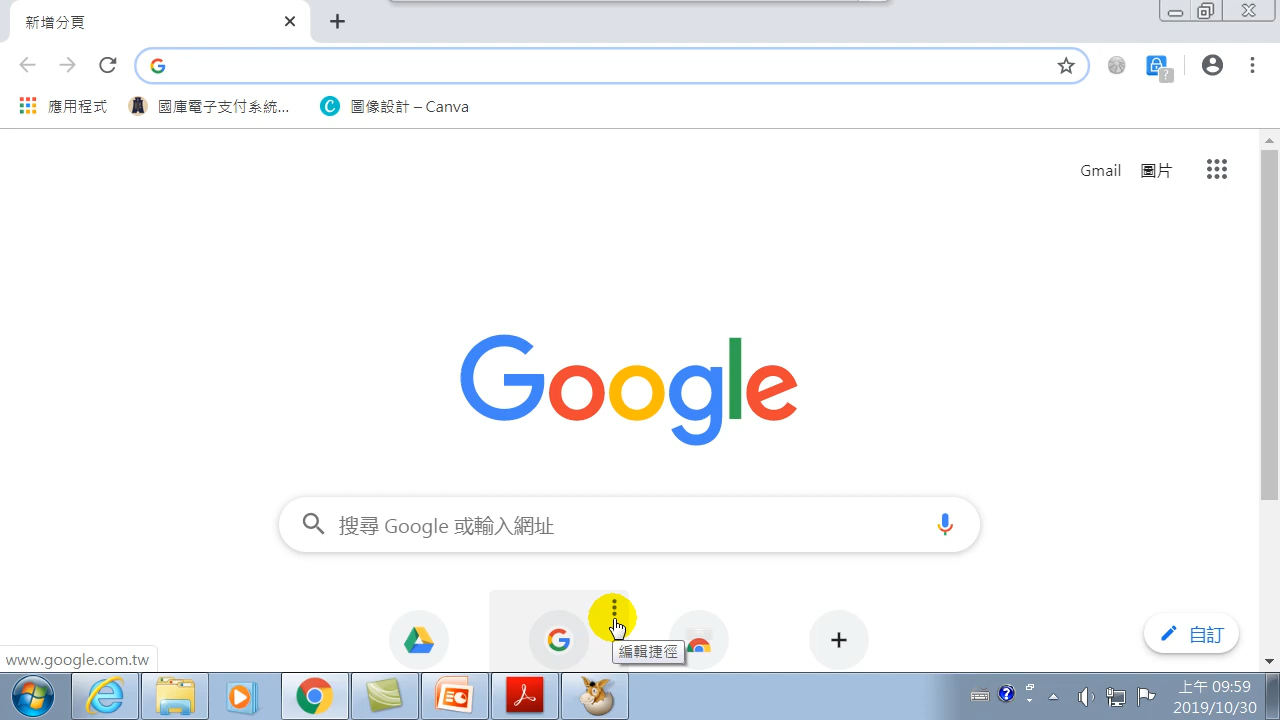 新增分頁
應用程式
國庫電子支付系統...
圖像設計 – Canva
Gmail
圖片
Google
搜尋 Google 或輸入網址
編輯捷徑
自訂
www.google.com.tw
上午 09:59
2019/10/30